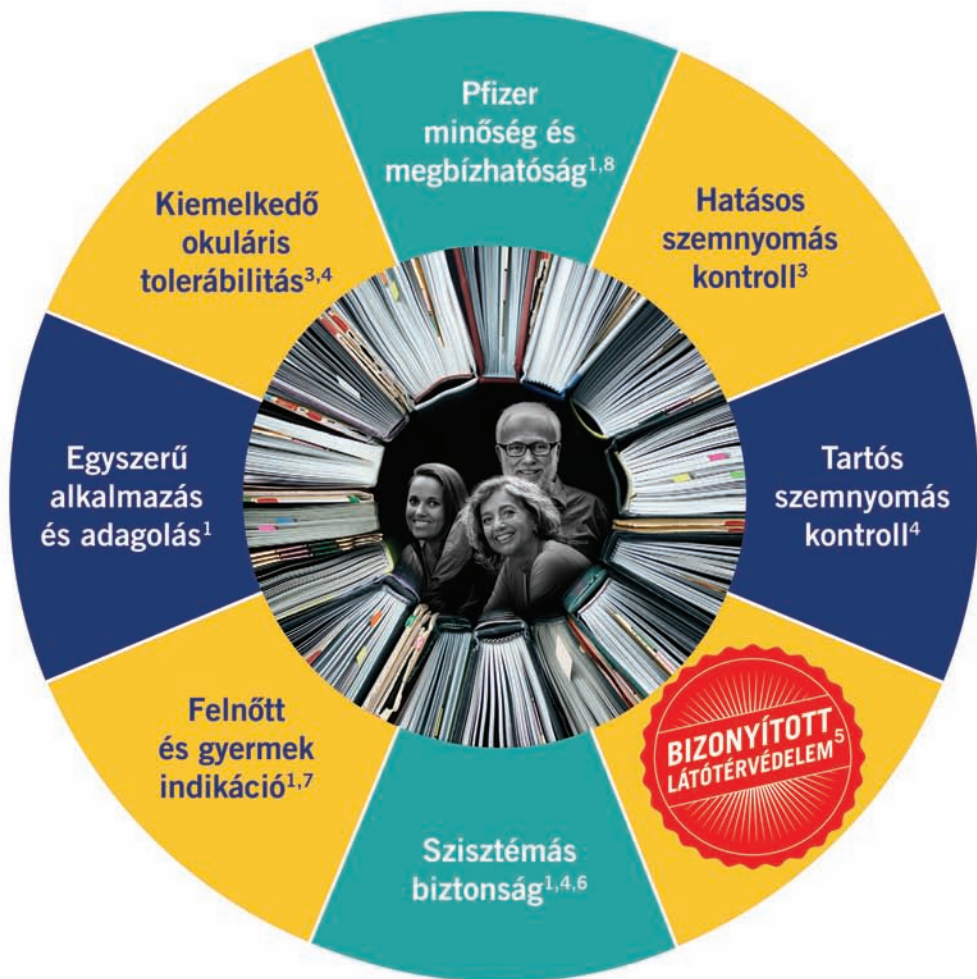 Pfizer
minőség és
megbízhatóság1,8
Hatásos
szemnyomás
kontroll3
Tartós
szemnyomás
kontroll4
BIZONYÍTOTT5
LÁTÓTÉRVÉDELEM
Szisztémás
biztonság1,4,6
Felnőtt
és gyermek
indikáció1,7
Egyszerű
alkalmazás
és adagolás1
Kiemelkedő
okuláris
tolerábilitás3,4